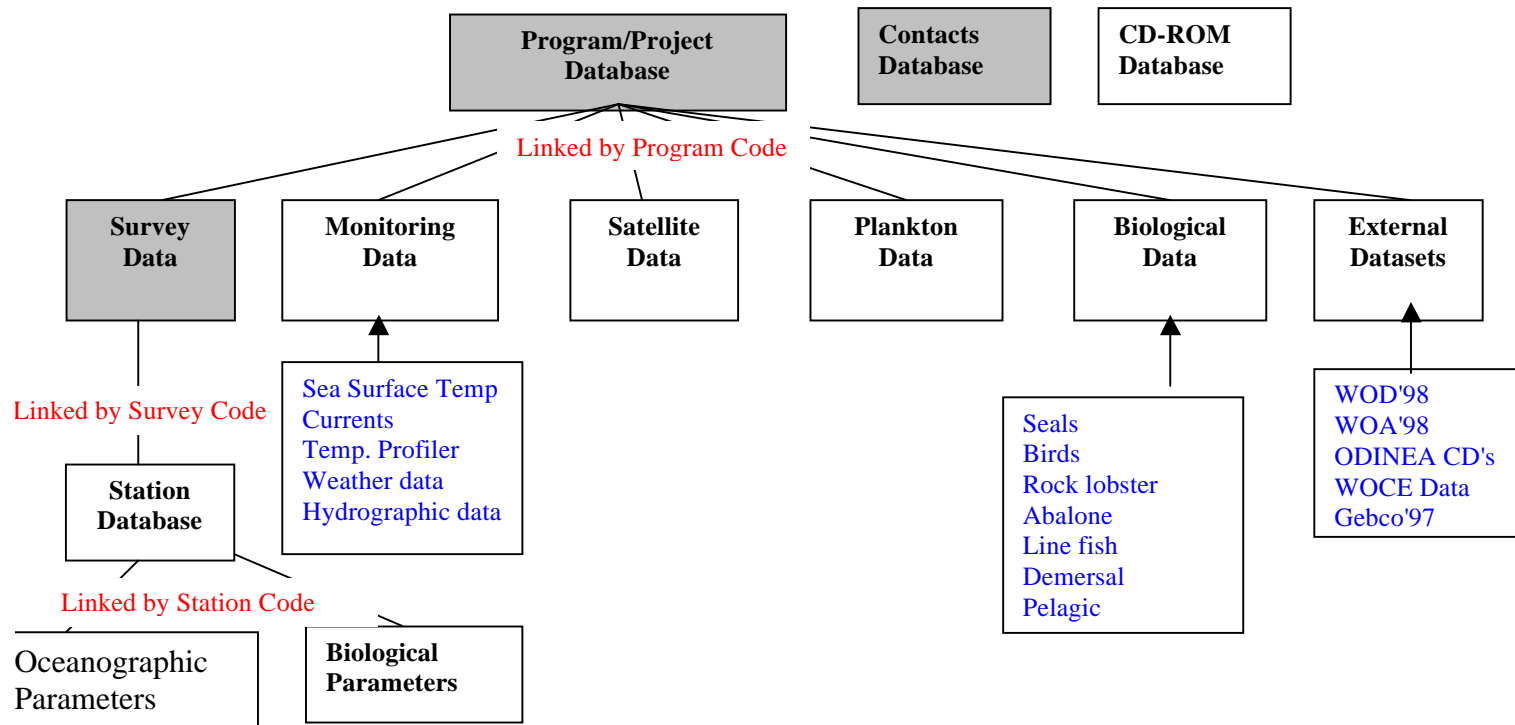 Program/Project
Database
Contacts
Database
CD-ROM
Database
Linked by Program Code
Survey
Data
Monitoring
Data
Satellite
Data
Plankton
Data
Biological
Data
External
Datasets
Linked by Survey Code
Sea Surface Temp
Currents
Temp. Profiler
Weather data
Hydrographic data
Seals
Birds
Rock lobster
Abalone
Line fish
Demersal
Pelagic
WOD'98
WOA'98
ODINEA CD's
WOCE Data
Gebco'97
Station
Database
Linked by Station Code
Oceanographic
Parameters
Biological
Parameters